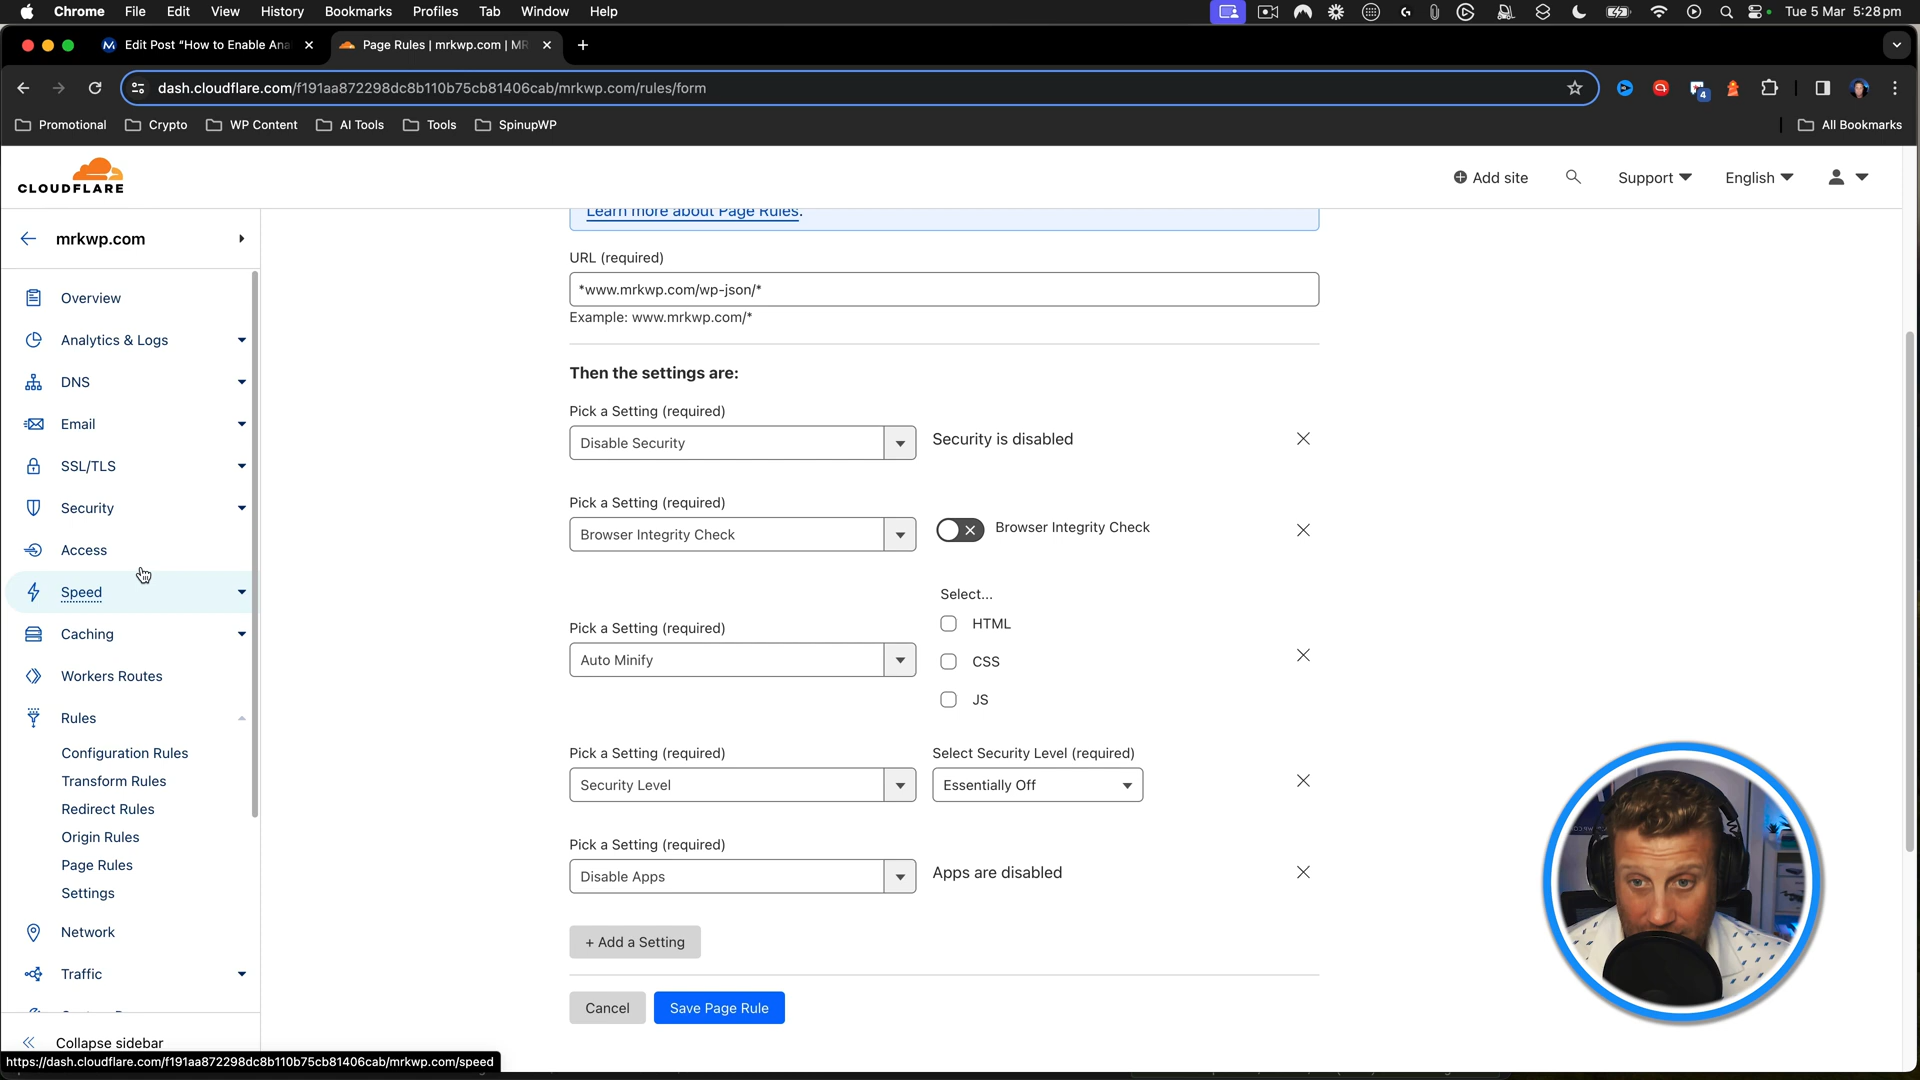 Chrome File Edit View History Bookmarks Profiles Tab Window Help Tue 5 Mar 5:28 pm
Edit Post "How to Enable Ana Page Rules | mrkwp.com | MR
dash.cloudflare.com/f191aa872298dc8b110b75cb81406cab/mrkwp.com/rules/form
4
Promotional Crypto WP Content AI Tools Tools SpinupWP All Bookmarks
CLOUDFLARE
Add site Support English
mrkwp.com
Overview
Analytics & Logs
DNS
Email
SSL/TLS
Security
Access
Speed
Caching
Workers Routes
Rules
Configuration Rules
Transform Rules
Redirect Rules
Origin Rules
Page Rules
Settings
Network
Traffic
Collapse sidebar
https://dash.cloudflare.com/f191aa872298dc8b110b75cb81406cab/mrkwp.com/speed
Learn more about Page Rules.
URL (required)
*www.mrkwp.com/wp-json/*
Example: www.mrkwp.com/*
Then the settings are:
Pick a Setting (required)
Disable Security Security is disabled
Pick a Setting (required)
Browser Integrity Check Browser Integrity Check
Select...
HTML
Pick a Setting (required)
Auto Minify CSS
JS
Pick a Setting (required) Select Security Level (required)
Security Level Essentially Off
Pick a Setting (required)
Disable Apps Apps are disabled
+ Add a Setting
Cancel Save Page Rule